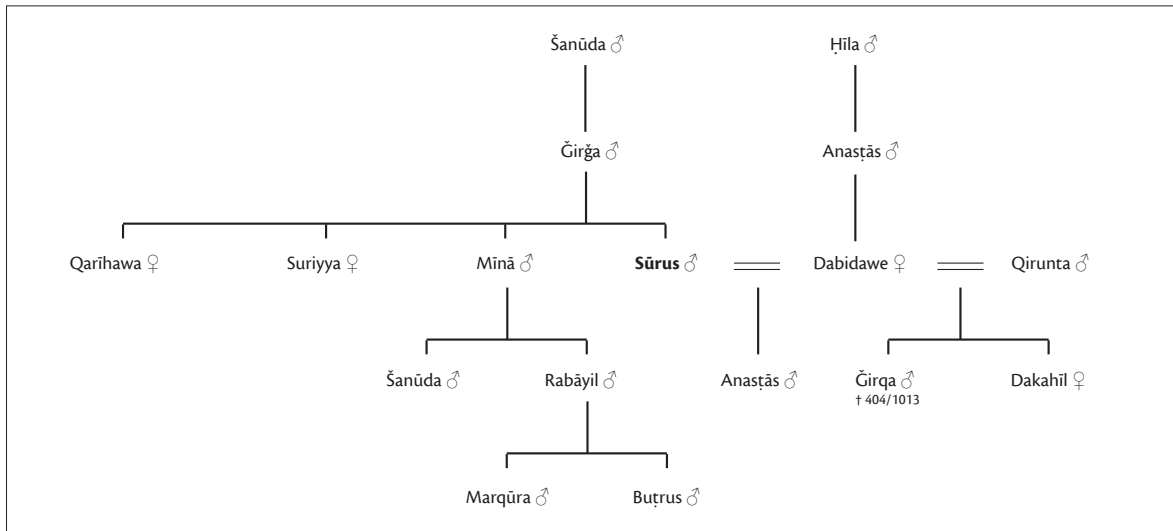 Šanūda ♂ Ḥīla ♂
Ǧirǧa ♂ Anasṭās ♂
Qarīhawa ♀ Suriyya ♀ Mīnā ♂ Sūrus ♂ Dabidawe ♀ Qirunta ♂
Šanūda ♂ Rabāyil ♂ Anasṭās ♂ Ǧirqa ♂ Dakahīl ♀
† 404/1013
Marqūra ♂ Buṭrus ♂